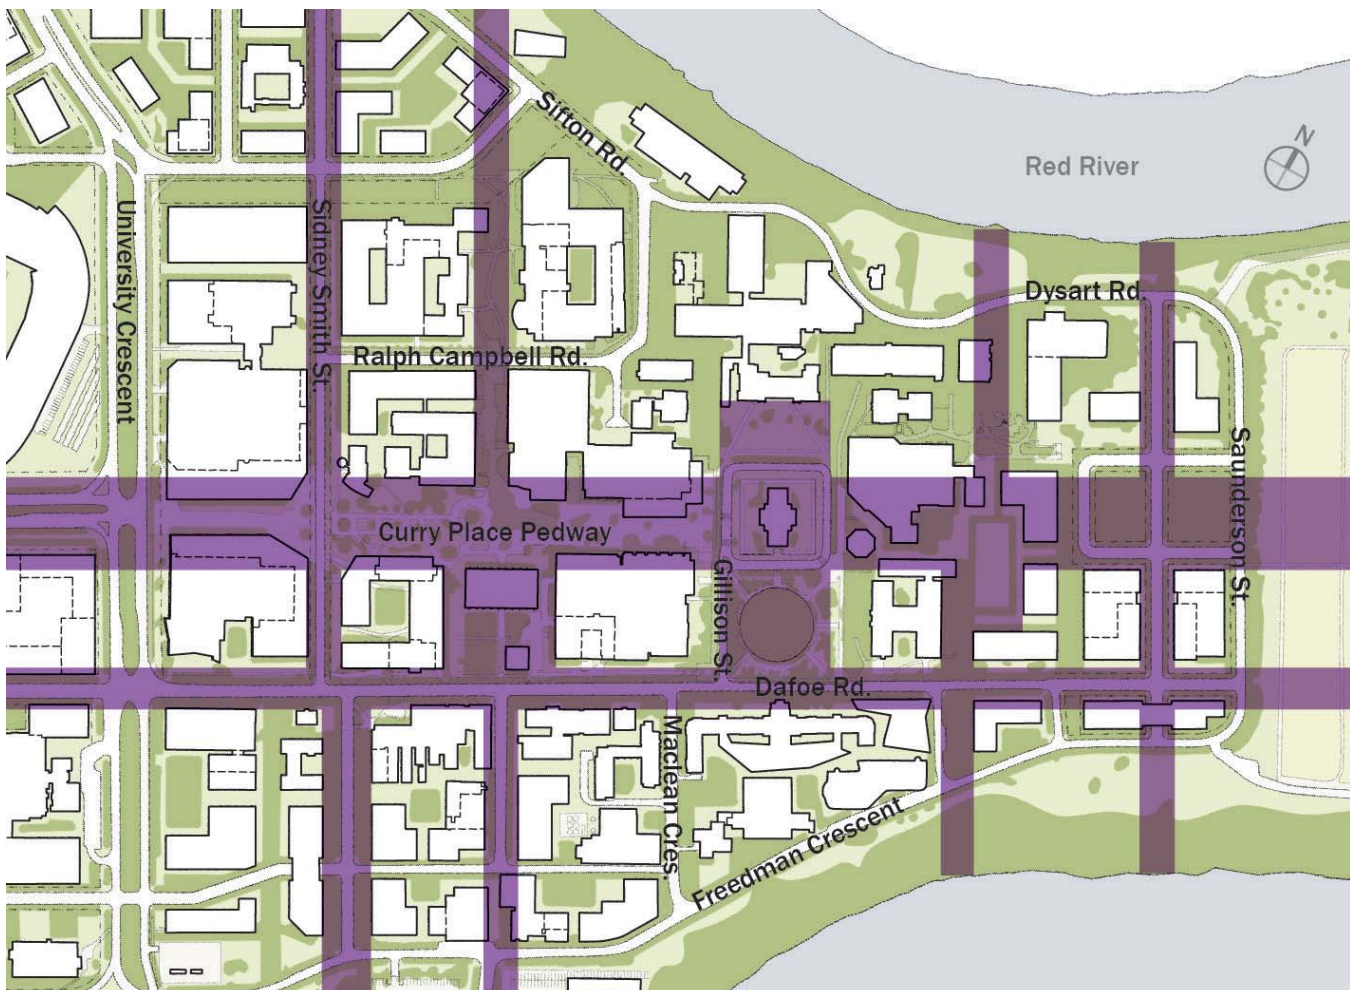 N
Sifton Rd.
Red River
University Crescent
Sidney Smith St.
Dysart Rd.
Ralph Campbell Rd.
Saunderson St
Curry Place Pedway
Gillison St.
Dafoe Rd.
Maclean Cres.
Freedman Crescent